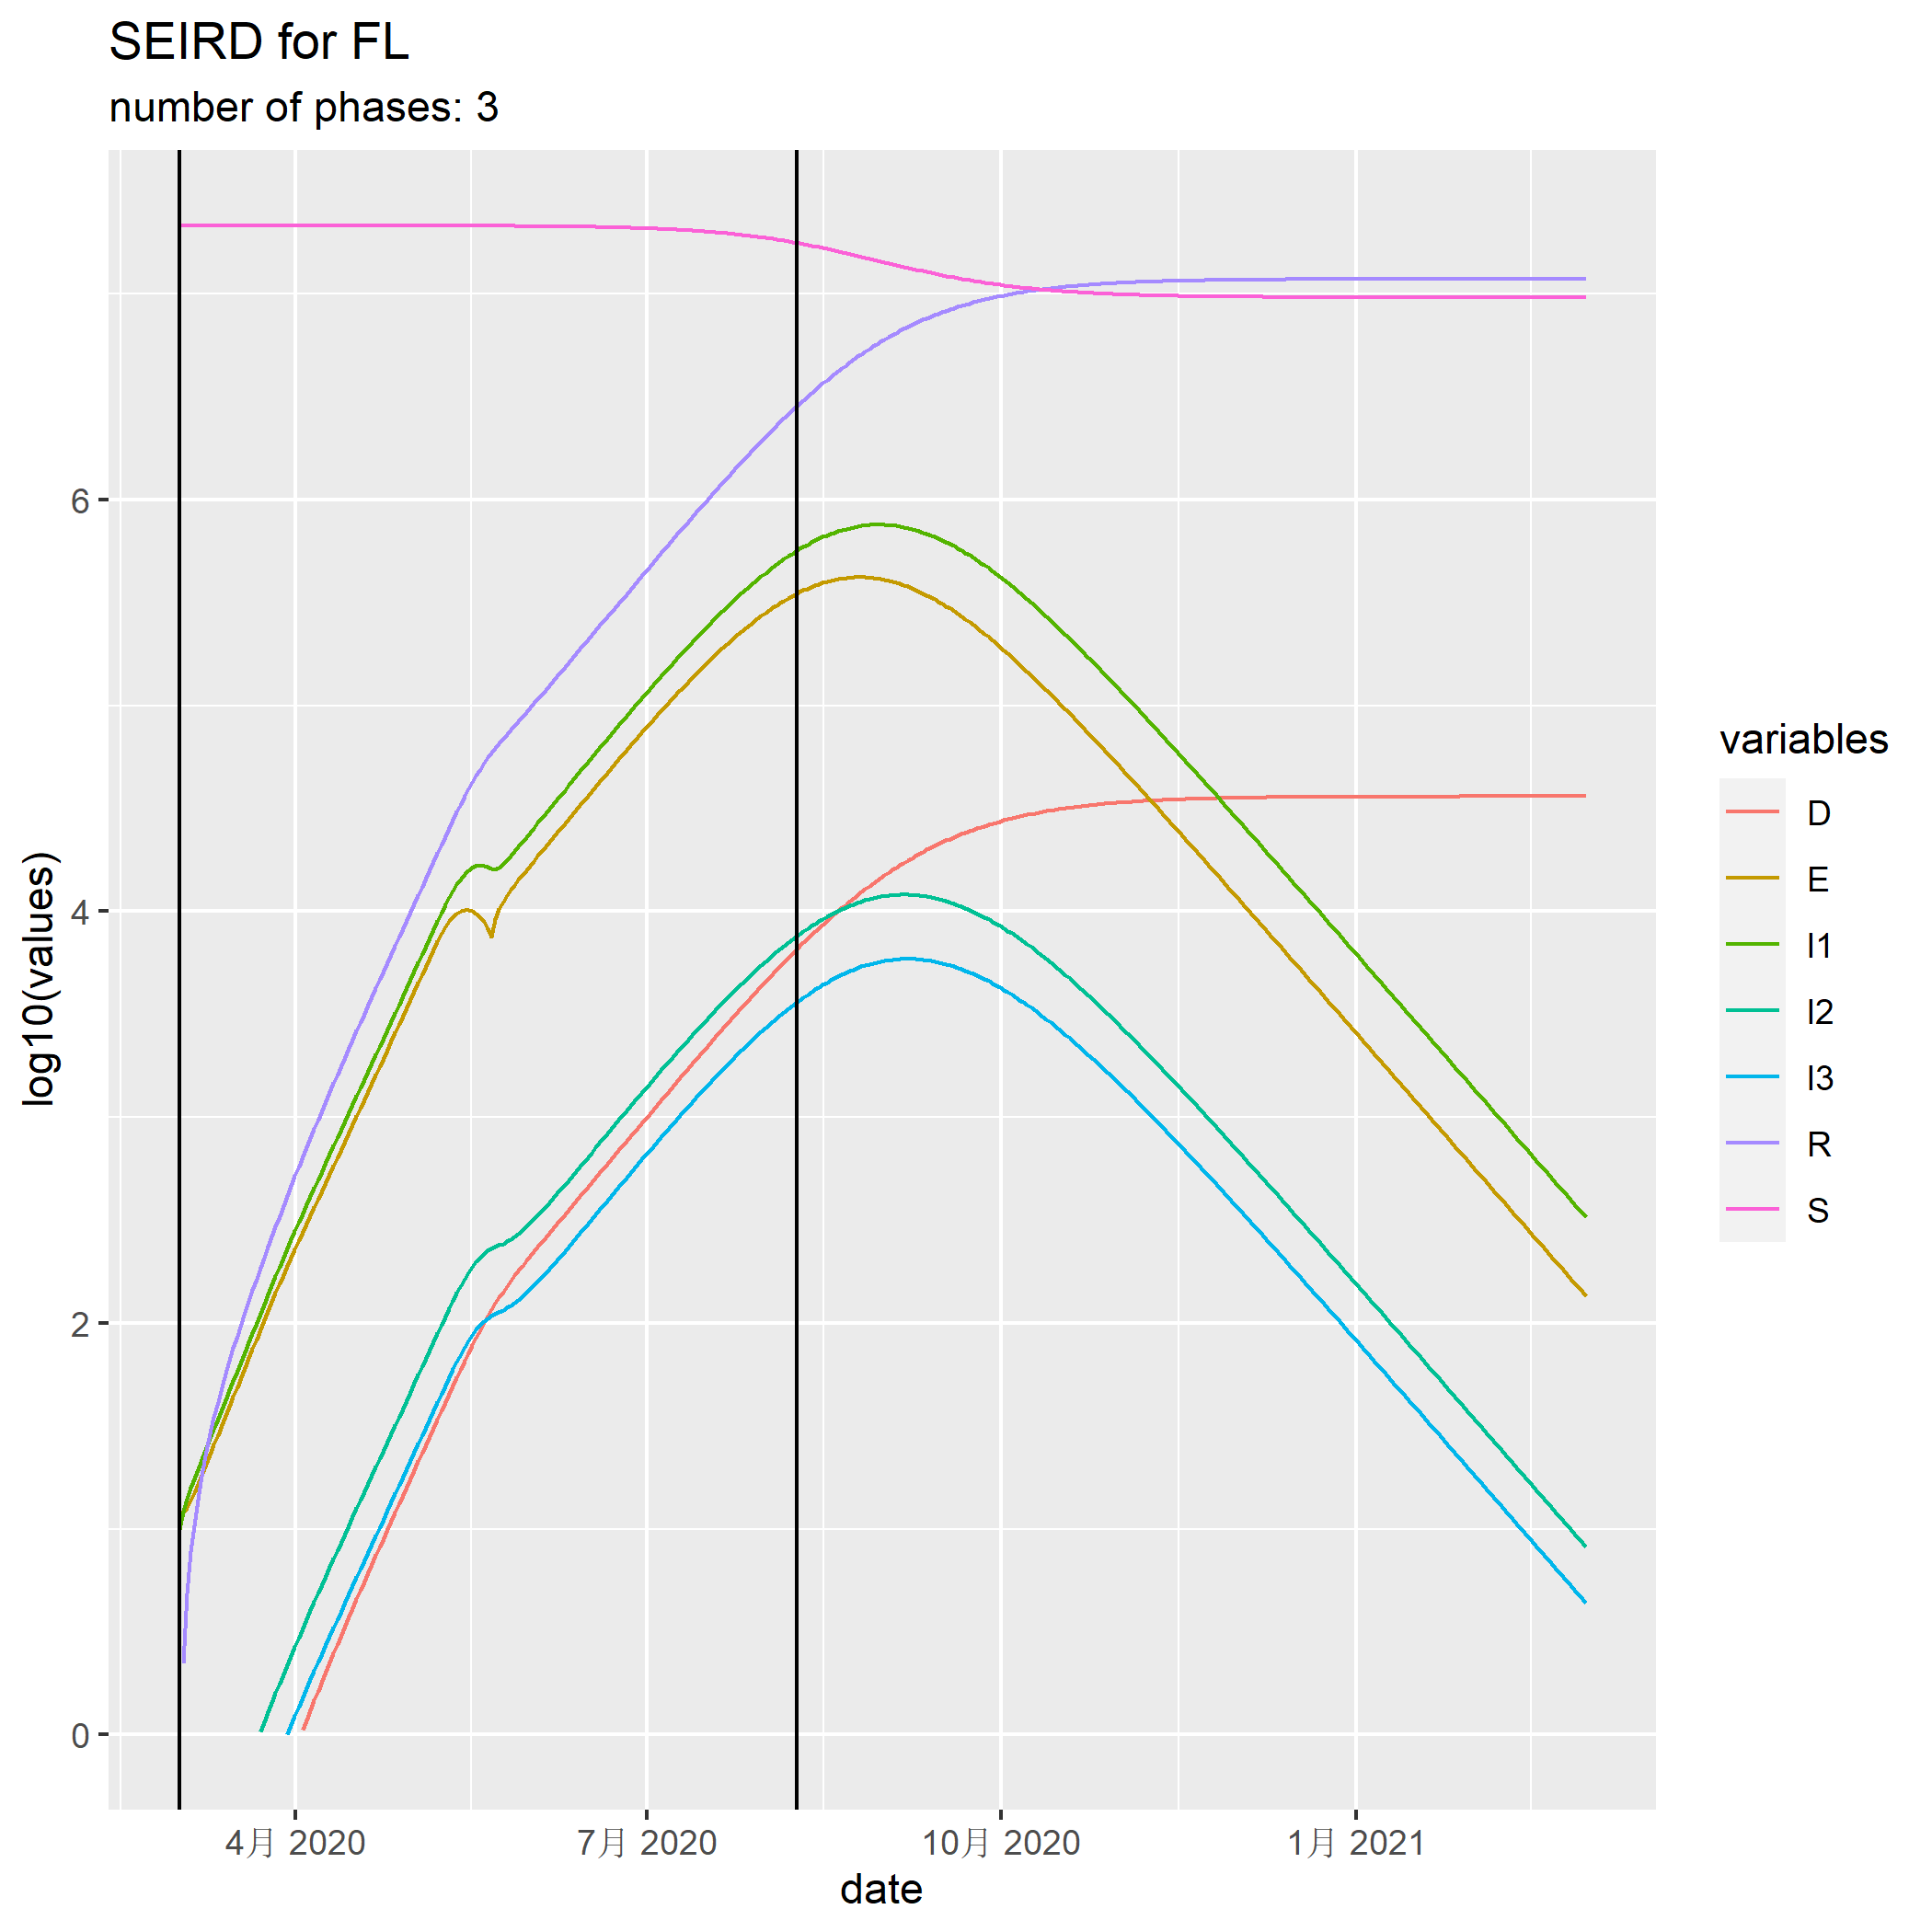 SEIRD for FL
number of phases: 3
log10(values)
6
4
2
0
4月 2020
7月 2020
10月 2020
1月 2021
date
variables
D
E
I1
I2
I3
R
S